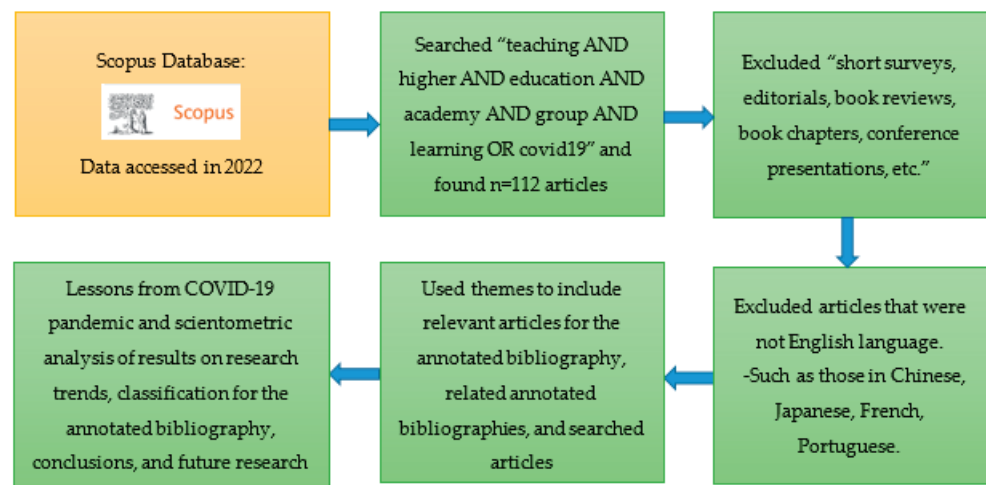 Scopus Database:
Scopus
Data accessed in 2022
Searched “teaching AND
higher AND education AND
academy AND group AND
learning OR covid19” and
found n=112 articles
Excluded “short surveys,
editorials, book reviews,
book chapters, conference
presentations, etc.”
Excluded articles that were
not English language.
-Such as those in Chinese,
Japanese, French,
Portuguese.
Used themes to include
relevant articles for the
annotated bibliography,
related annotated
bibliographies, and searched
articles
Lessons from COVID-19
pandemic and scientometric
analysis of results on research
trends, classification for the
annotated bibliography,
conclusions, and future research